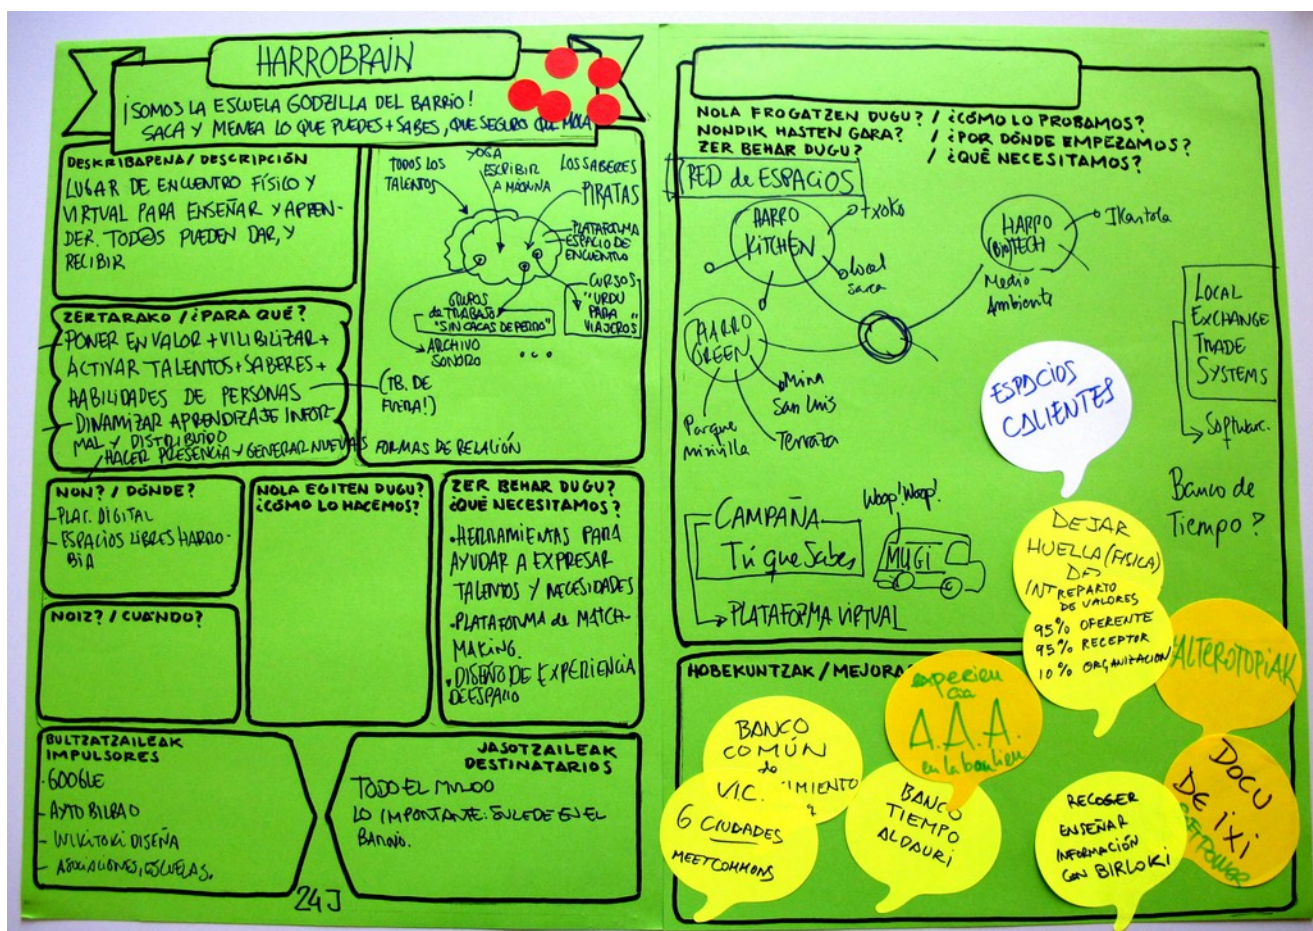 HARROBRAIN
¡SOMOS LA ESCUELA GODZILLA DEL BARRIO!
SACA Y MENEA LO QUE PUEDES + SABES, QUE SEGURO QUE MOLA
DESKRIBAPENA / DESCRIPCIÓN
LUGAR DE ENCUENTRO FÍSICO Y
VIRTUAL PARA ENSEÑAR Y APREN-
DER. TOD@S PUEDEN DAR, Y
RECIBIR
TODOS LOS
TALENTOS
YOGA
ESCRIBIR
A MÁQUINA
LOS SABERES
PIRATAS
PLATAFORMA
ESPACIO DE
ENCUENTRO
CURSOS
"URDU
PARA
VIAJEROS"
GRUPOS
de TRABAJO
"SIN CACAS DE PERRO"
ARCHIVO
SONORO
...
ZERTARAKO / ¿PARA QUÉ?
- PONER EN VALOR + VILIBILIZAR +
ACTIVAR TALENTOS + SABERES +
HABILIDADES DE PERSONAS
(TB. DE
FUERA!)
- DINAMIZAR APRENDIZAJE INFOR-
MAL Y DISTRIBUIDO
HACER PRESENCIA Y GENERAR NUEVAS FORMAS DE RELACIÓN
NON? / DÓNDE?
- PLAT. DIGITAL
- ESPACIOS LIBRES HARRO-
BIA
NOIZ? / CUÁNDO?
NOLA EGITEN DUGU?
¿CÓMO LO HACEMOS?
ZER BEHAR DUGU?
¿QUÉ NECESITAMOS?
• HERRAMIENTAS PARA
AYUDAR A EXPRESAR
TALENTOS Y NECESIDADES
• PLATAFORMA de MATCH-
MAKING.
• DISEÑO DE EXPERIENCIA
DE ESPACIO
BULTZATZAILEAK
IMPULSORES
- GOOGLE
- AYTO BILBAO
- WIKITOKI DISEÑA
- ASOCIACIONES, ESCUELAS.
JASOTZAILEAK
DESTINATARIOS
TODO EL MUNDO
LO IMPORTANTE: SUCEDE EN EL
BARRIO.
24J
NOLA FROGATZEN DUGU? / ¿CÓMO LO PROBAMOS?
NONDIK HASTEN GARA? / ¿POR DÓNDE EMPEZAMOS?
ZER BEHAR DUGU? / ¿QUÉ NECESITAMOS?
RED de ESPACIOS
HARRO
KITCHEN
txoko
local
HARRO
(BIO)TECH
Ikastola
Medio
Ambiente
HARRO
GREEN
Mina
San Luis
Parque
miravilla
Terraza
LOCAL
EXCHANGE
TRADE
SYSTEMS
Software.
ESPACIOS
CALIENTES
Banco de
Tiempo?
CAMPAÑA
Tú que Sabes
PLATAFORMA VIRTUAL
Woop! Woop!
MUGI
DEJAR
HUELLA (FISICA)
REPARTO
DE VALORES
95% OFERENTE
95% RECEPTOR
10% ORGANIZACION
ALTEROTOPIAK
HOBEKUNTZAK / MEJORA
experien
cia
A.A.A.
en la banlieu
BANCO
COMÚN
V.I.C.
IMIENTO
6 CIUDADES
MEETCOMMONS
BANCO
TIEMPO
ALDAURI
RECOGER
ENSEÑAR
INFORMACIÓN
CON BIRLOKI
DOCU
DE iXi
GETPOWER